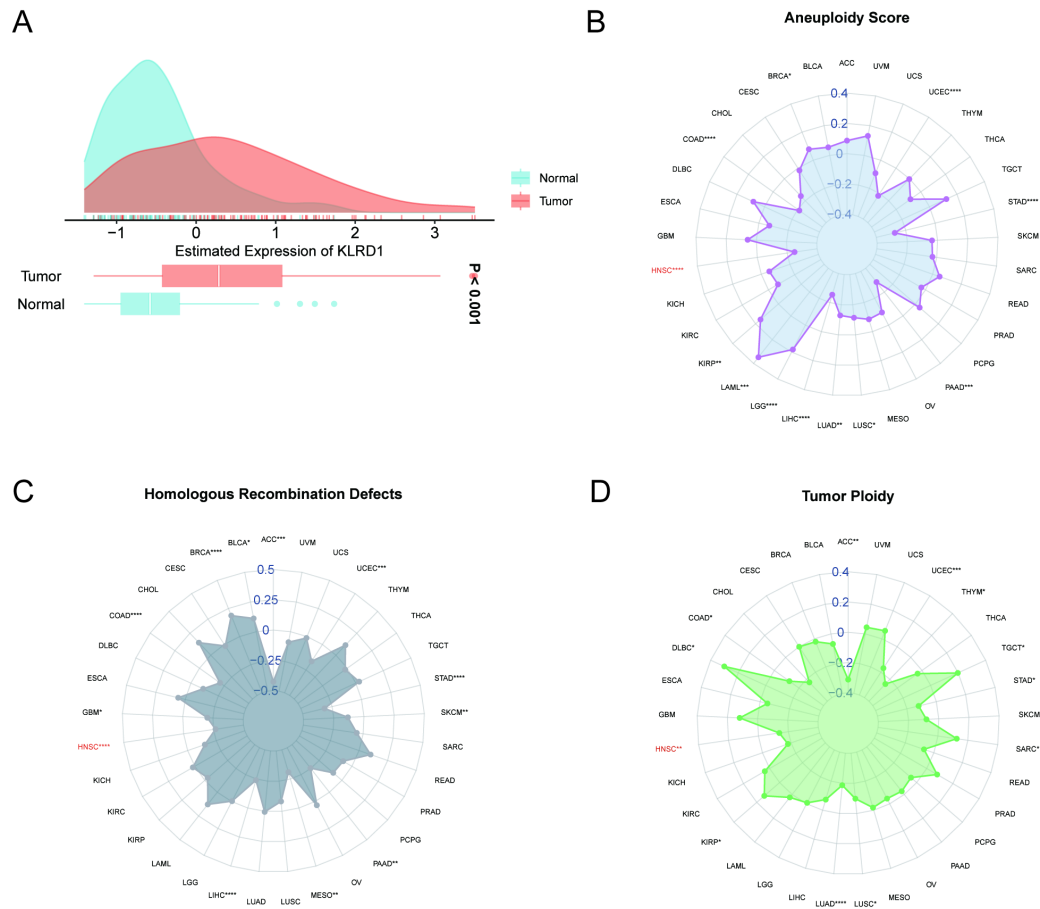 A
Normal
Tumor
−1
0
1
2
3
Estimated Expression of KLRD1
Tumor
Normal
P < 0.001
B
Aneuploidy Score
ACC
UVM
UCS
UCEC****
THYM
THCA
TGCT
STAD****
SKCM
SARC
READ
PRAD
PCPG
PAAD***
OV
MESO
LUSC*
LUAD**
LIHC****
LGG****
LAML***
KIRP**
KIRC
KICH
HNSC****
GBM
ESCA
DLBC
COAD****
CHOL
CESC
BRCA*
BLCA
0.4
0.2
0
−0.2
−0.4
C
Homologous Recombination Defects
ACC***
UVM
UCS
UCEC***
THYM
THCA
TGCT
STAD****
SKCM**
SARC
READ
PRAD
PCPG
PAAD**
OV
MESO**
LUSC
LUAD
LIHC****
LGG
LAML
KIRP
KIRC
KICH
HNSC****
GBM*
ESCA
DLBC
COAD****
CHOL
CESC
BRCA****
BLCA*
0.5
0.25
0
−0.25
−0.5
D
Tumor Ploidy
ACC**
UVM
UCS
UCEC***
THYM*
THCA
TGCT*
STAD*
SKCM
SARC*
READ
PRAD
PCPG
PAAD
OV
MESO
LUSC*
LUAD****
LIHC
LGG
LAML
KIRP*
KIRC
KICH
HNSC**
GBM
ESCA
DLBC*
COAD*
CHOL
CESC
BRCA
BLCA
0.4
0.2
0
−0.2
−0.4